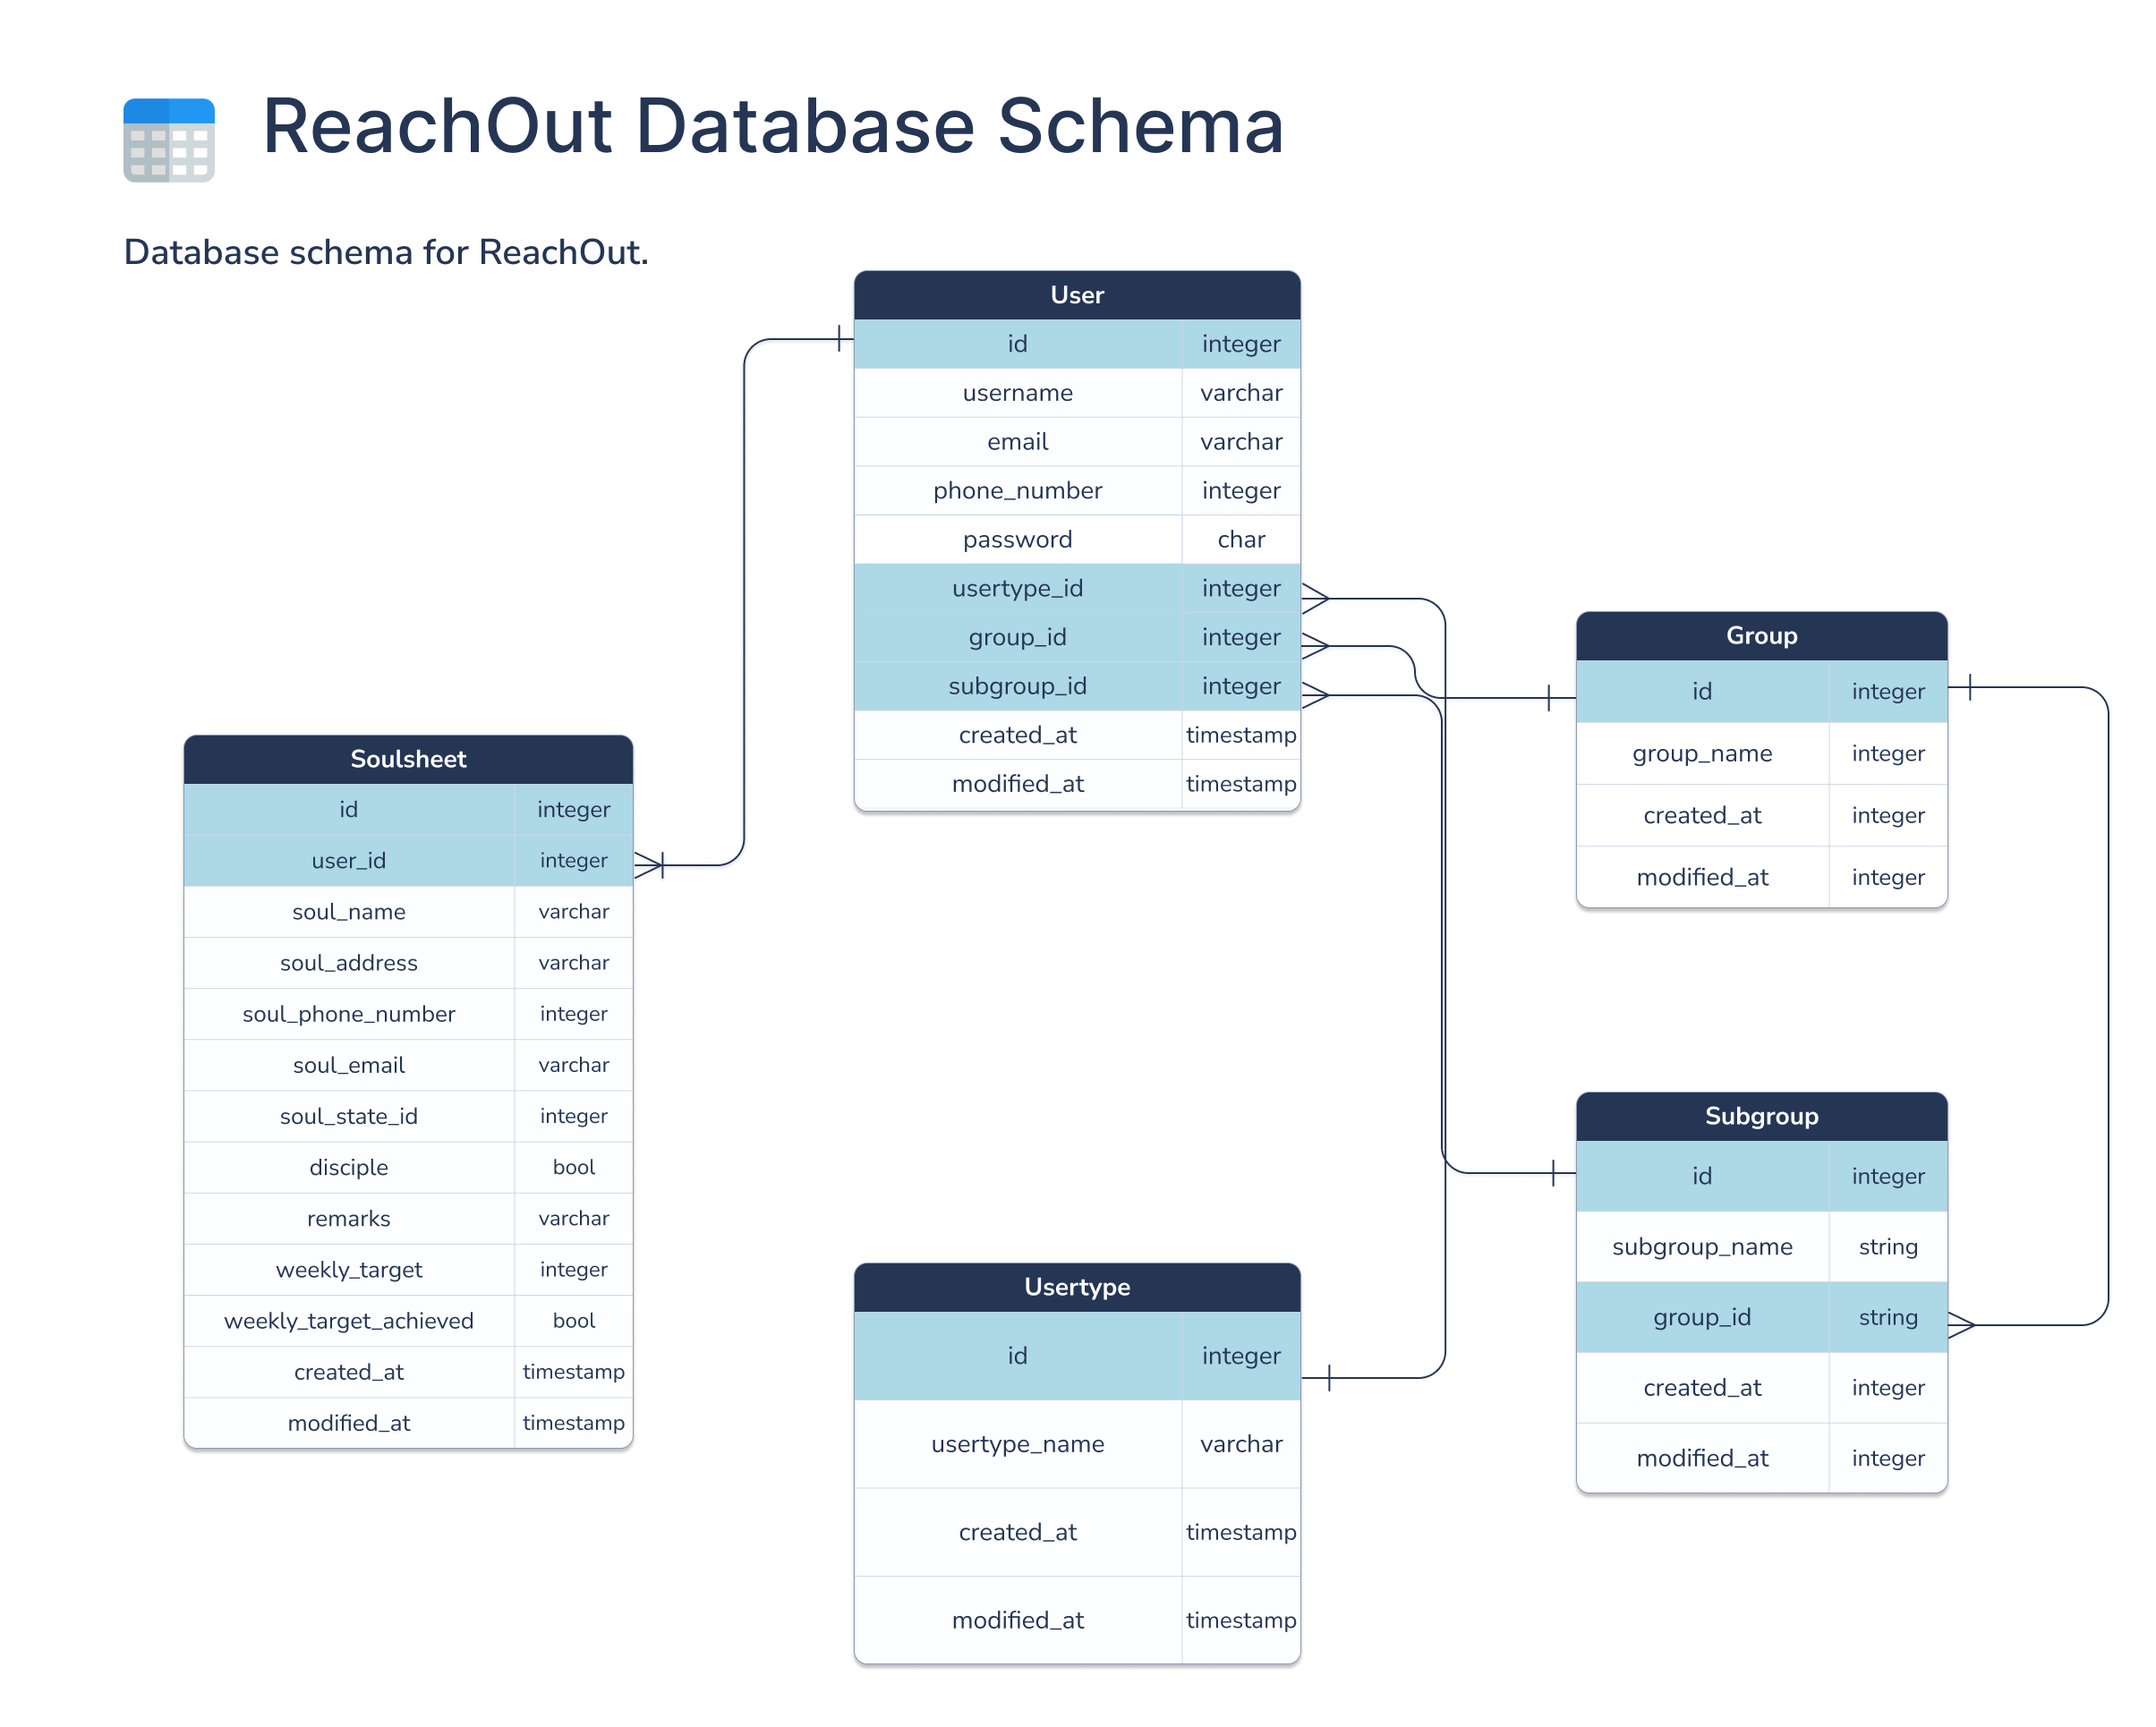 ReachOut Database Schema
Database schema for ReachOut.
User
id integer
username varchar
email varchar
phone_number integer
password char
usertype_id integer
group_id integer
subgroup_id integer
created_at timestamp
modified_at timestamp
Group
id integer
group_name integer
created_at integer
modified_at integer
Soulsheet
id integer
user_id integer
soul_name varchar
soul_address varchar
soul_phone_number integer
soul_email varchar
soul_state_id integer
disciple bool
remarks varchar
weekly_target integer
weekly_target_achieved bool
created_at timestamp
modified_at timestamp
Subgroup
id integer
subgroup_name string
group_id string
created_at integer
modified_at integer
Usertype
id integer
usertype_name varchar
created_at timestamp
modified_at timestamp